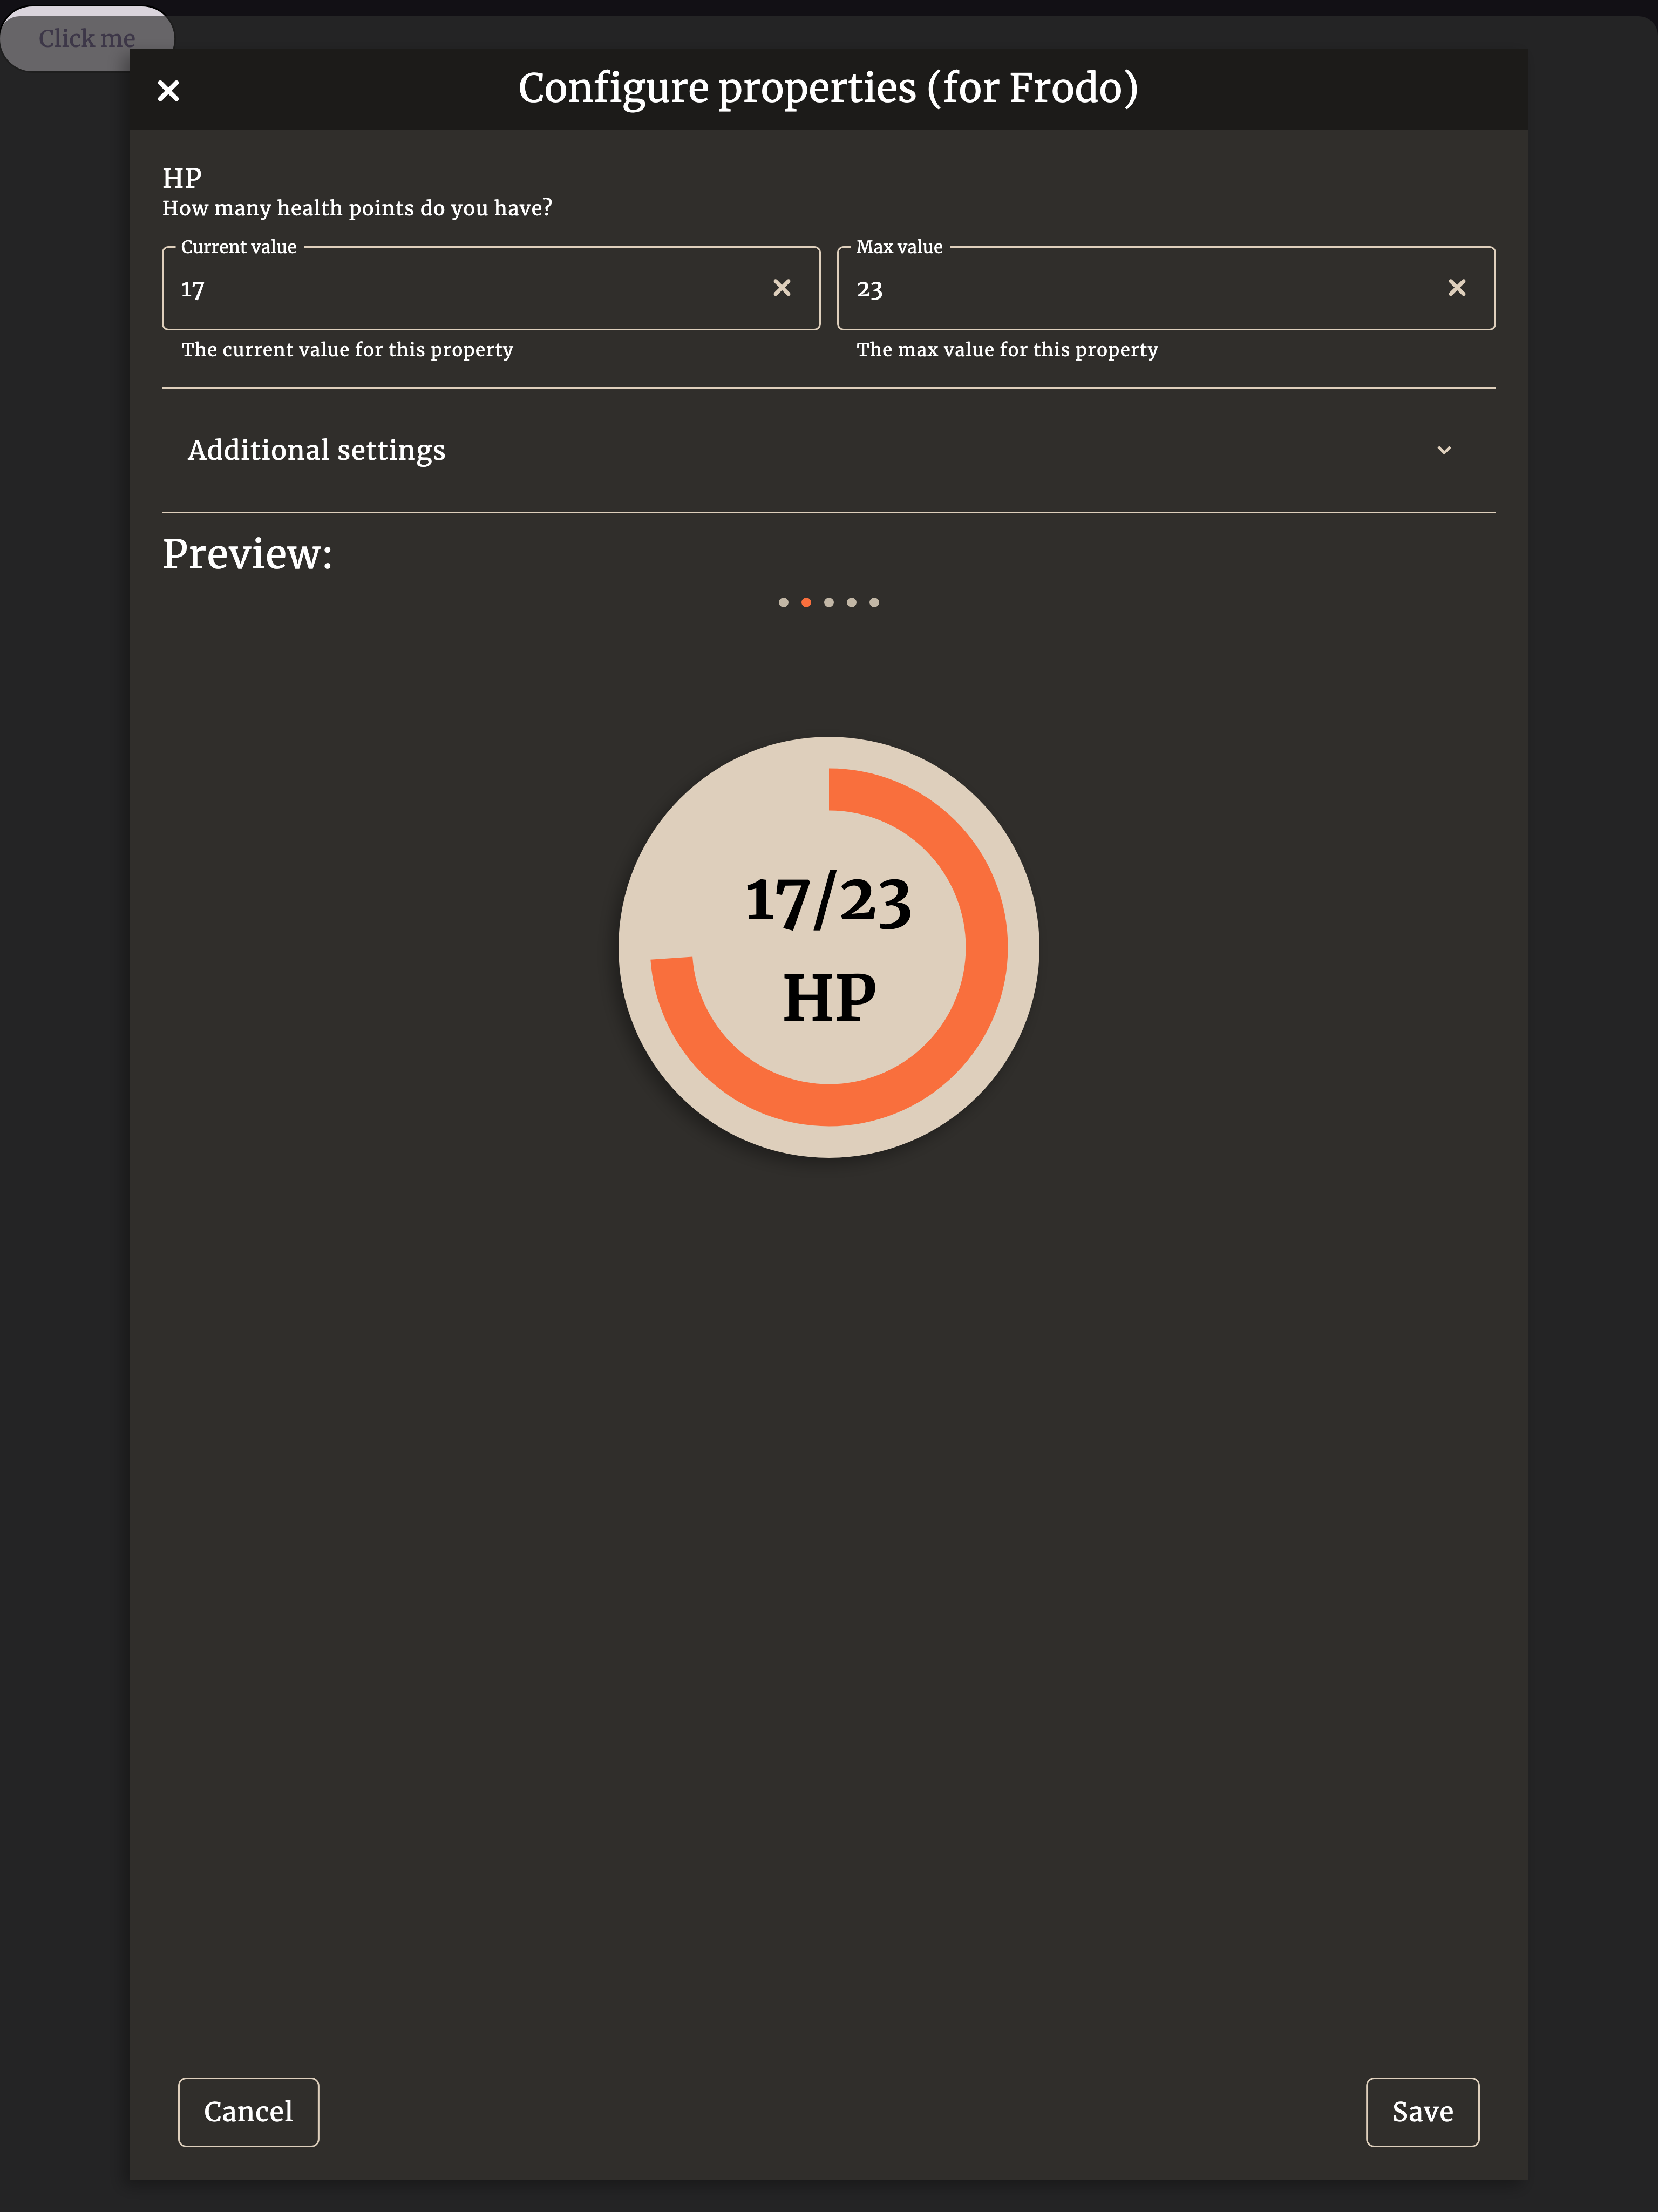 Click me
Configure properties (for Frodo)
HP
How many health points do you have?
Current value
Max value
17
23
The current value for this property
The max value for this property
Additional settings
Preview:
17/23
HP
Cancel
Save